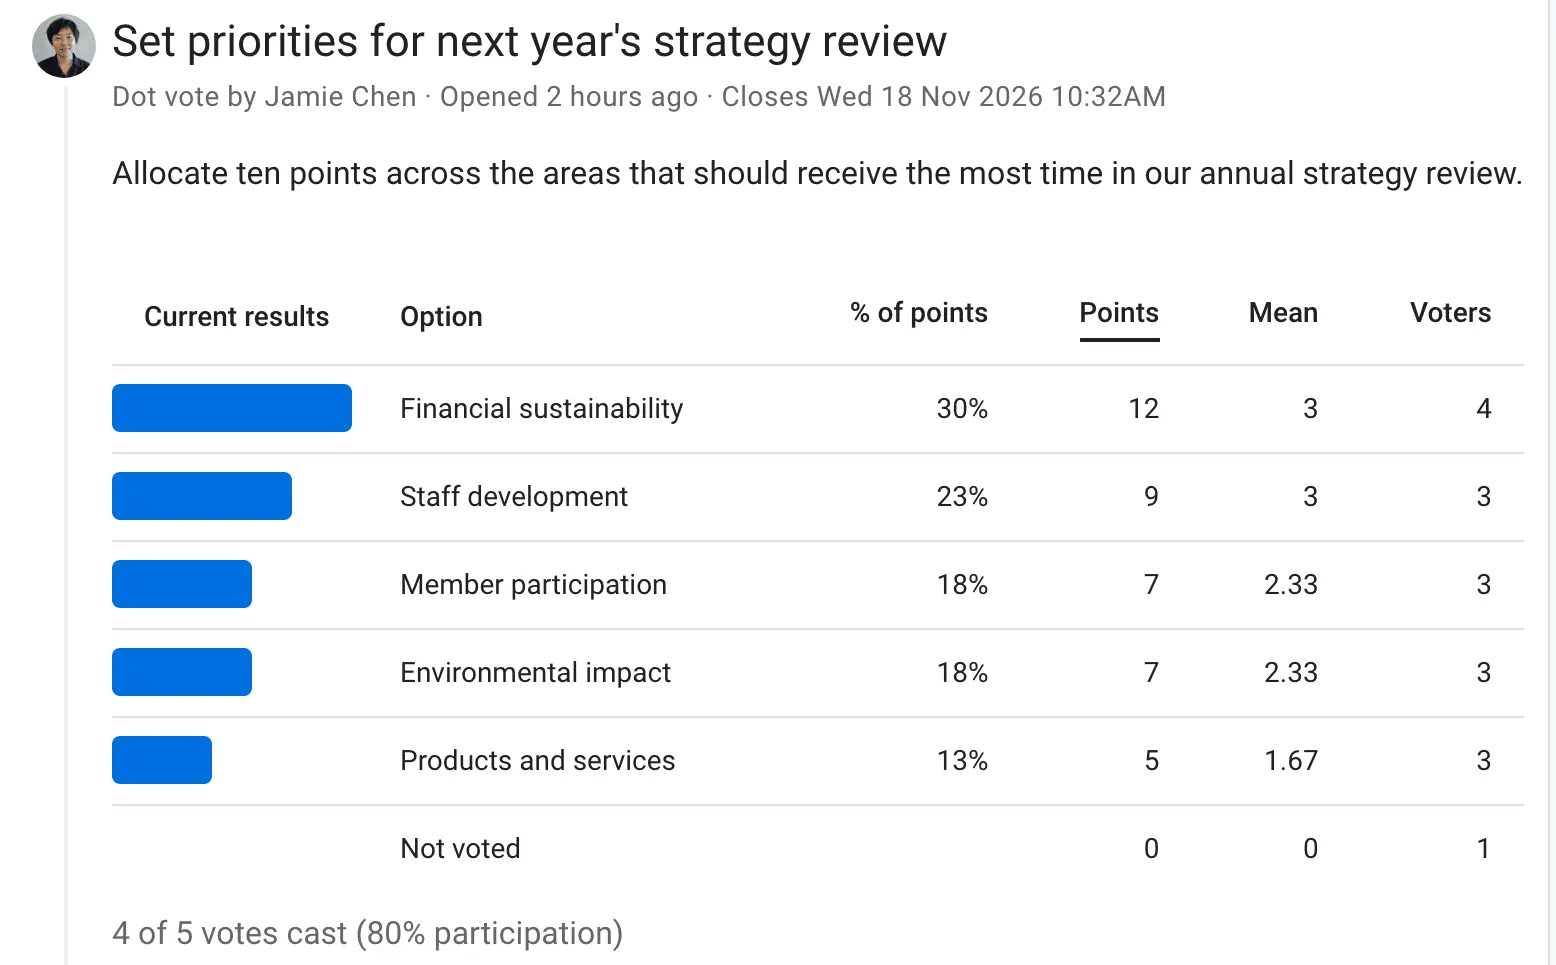 Set priorities for next year's strategy review
Dot vote by Jamie Chen · Opened 2 hours ago · Closes Wed 18 Nov 2026 10:32AM
Allocate ten points across the areas that should receive the most time in our annual strategy review.
Current results Option % of points Points Mean Voters
Financial sustainability 30% 12 3 4
Staff development 23% 9 3 3
Member participation 18% 7 2.33 3
Environmental impact 18% 7 2.33 3
Products and services 13% 5 1.67 3
Not voted 0 0 1
4 of 5 votes cast (80% participation)